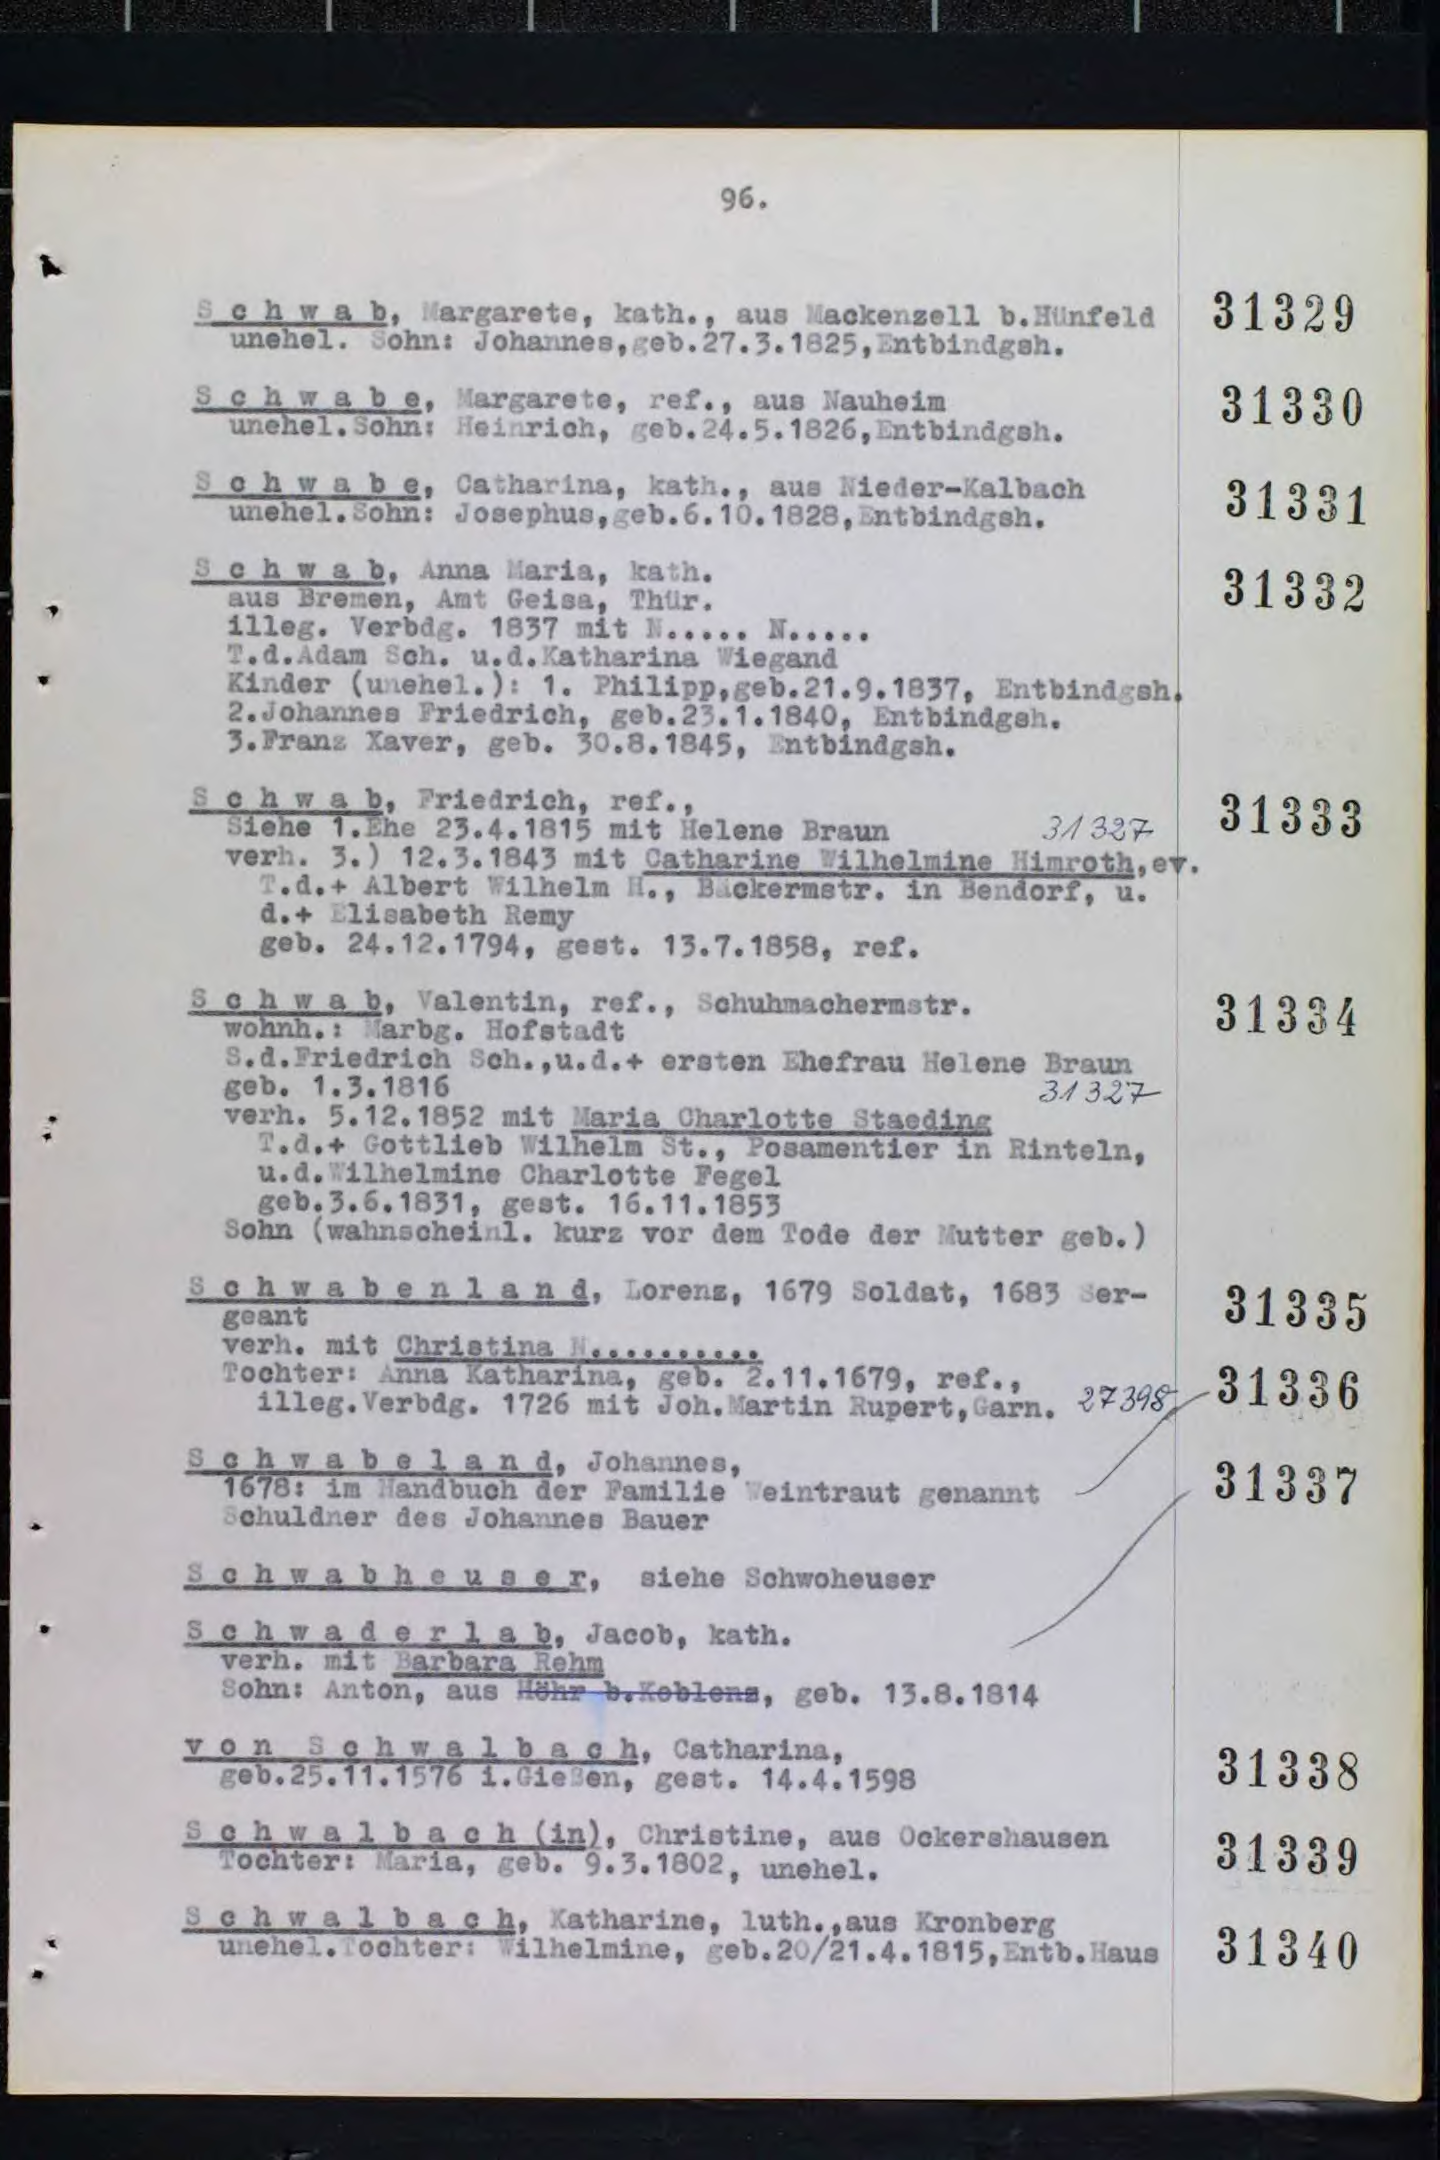 96.
S c h w a b, Margarete, kath., aus Mackenzell b.Hünfeld 31329
unehel. Sohn: Johannes,geb.27.3.1825,Entbindgsh.
S c h w a b e, Margarete, ref., aus Nauheim 31330
unehel.Sohn: Heinrich, geb.24.5.1826,Entbindgsh.
S c h w a b e, Catharina, kath., aus Nieder-Kalbach 31331
unehel.Sohn: Josephus,geb.6.10.1828,Entbindgsh.
S c h w a b, Anna Maria, kath. 31332
aus Bremen, Amt Geisa, Thür.
illeg. Verbdg. 1837 mit N..... N.....
T.d.Adam Sch. u.d.Katharina Wiegand
Kinder (unehel.): 1. Philipp,geb.21.9.1837, Entbindgsh.
2.Johannes Friedrich, geb.23.1.1840, Entbindgsh.
3.Franz Xaver, geb. 30.8.1845, Entbindgsh.
S c h w a b, Friedrich, ref., 31333
Siehe 1.Ehe 23.4.1815 mit Helene Braun 31327
verh. 3.) 12.3.1843 mit Catharine Wilhelmine Himroth,ev.
T.d.+ Albert Wilhelm H., Bäckermstr. in Bendorf, u.
d.+ Elisabeth Remy
geb. 24.12.1794, gest. 13.7.1858, ref.
S c h w a b, Valentin, ref., Schuhmachermstr. 31334
wohnh.: Marbg. Hofstadt
S.d.Friedrich Sch.,u.d.+ ersten Ehefrau Helene Braun
geb. 1.3.1816 31327
verh. 5.12.1852 mit Maria Charlotte Staeding
T.d.+ Gottlieb Wilhelm St., Posamentier in Rinteln,
u.d.Wilhelmine Charlotte Fegel
geb.3.6.1831, gest. 16.11.1853
Sohn (wahnscheinl. kurz vor dem Tode der Mutter geb.)
S c h w a b e n l a n d, Lorenz, 1679 Soldat, 1683 Ser- 31335
geant
verh. mit Christina N..........
Tochter: Anna Katharina, geb. 2.11.1679, ref., 31336
illeg.Verbdg. 1726 mit Joh.Martin Rupert,Garn. 27398
S c h w a b e l a n d, Johannes,
1678: im Handbuch der Familie Weintraut genannt 31337
Schuldner des Johannes Bauer
S c h w a b h e u s e r, siehe Schwoheuser
S c h w a d e r l a b, Jacob, kath.
verh. mit Barbara Rehm
Sohn: Anton, aus Höhr b.Koblenz, geb. 13.8.1814
v o n S c h w a l b a c h, Catharina, 31338
geb.25.11.1576 i.Gießen, gest. 14.4.1598
S c h w a l b a c h (in), Christine, aus Ockershausen 31339
Tochter: Maria, geb. 9.3.1802, unehel.
S c h w a l b a c h, Katharine, luth.,aus Kronberg
unehel.Tochter: Wilhelmine, geb.20/21.4.1815,Entb.Haus 31340